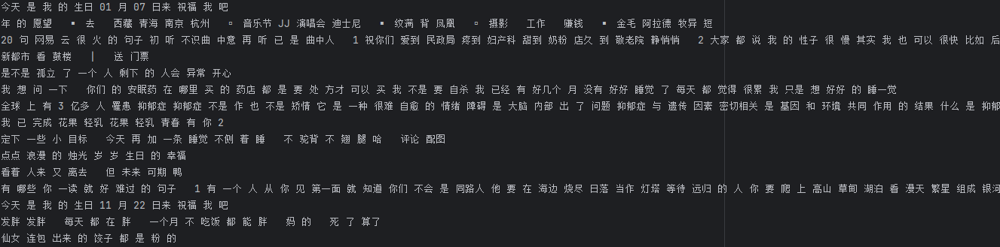 今天 是 我 的 生日 01 月 07 日来 祝福 我 吧
年 的 愿望 ▪ 去 西藏 青海 南京 杭州 ▫ 音乐节 JJ 演唱会 迪士尼 ▪ 纹满 背 凤凰 ▫ 摄影 工作 赚钱 ▪ 金毛 阿拉德 牧异 短
20 句 网易 云 很 火 的 句子 初 听 不识曲 中意 再 听 已 是 曲中人 1 祝你们 爱到 民政局 疼到 妇产科 甜到 奶粉 店久 到 敬老院 静悄悄 2 大家 都 说 我 的 性子 很 慢 其实 我 也 可以 很快 比如 后
新都市 看 鼓楼 | 送 门票
是不是 孤立 了 一个 人 剩下 的 人会 异常 开心
我 想 问 一下 你们 的 安眠药 在 哪里 买 的 药店 都 是 要 处 方才 可以 买 我 不是 要 自杀 我 已经 有 好几个 月 没有 好好 睡觉 了 每天 都 觉得 很累 我 只是 想 好好 的 睡一觉
全球 上 有 3 亿多 人 罹患 抑郁症 抑郁症 不是 作 也 不是 矫情 它 是 一种 很难 自愈 的 情绪 障碍 是 大脑 内部 出 了 问题 抑郁症 与 遗传 因素 密切相关 是 基因 和 环境 共同 作用 的 结果 什么 是 抑郁
我 已 完成 花果 轻乳 花果 轻乳 青春 有 你 2
定下 一些 小 目标 今天 再 加 一条 睡觉 不侧 着 睡 不 驼背 不 翘 腿 哈 评论 配图
点点 浪漫 的 烛光 岁 岁 生日 的 幸福
看着 人来 又 离去 但 未来 可期 鸭
有 哪些 你 一读 就 好 难过 的 句子 1 有 一个 人 从 你 见 第一面 就 知道 你们 不会 是 同路人 他 要 在 海边 烧尽 日落 当作 灯塔 等待 远归 的 人 你 要 爬 上 高山 草甸 湖泊 看 漫天 繁星 组成 银河
今天 是 我 的 生日 11 月 22 日来 祝福 我 吧
发胖 发胖 每天 都 在 胖 一个月 不 吃饭 都 能 胖 妈 的 死 了 算了
仙女 连包 出来 的 饺子 都 是 粉 的